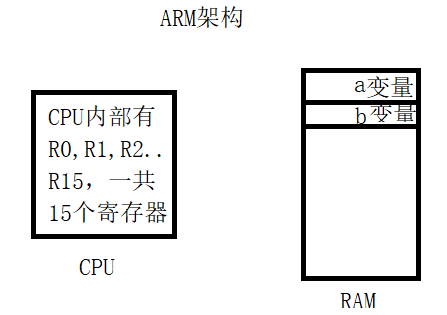 ARM架构
CPU内部有
R0,R1,R2..
R15，一共
15个寄存器
CPU
a变量
b变量
RAM